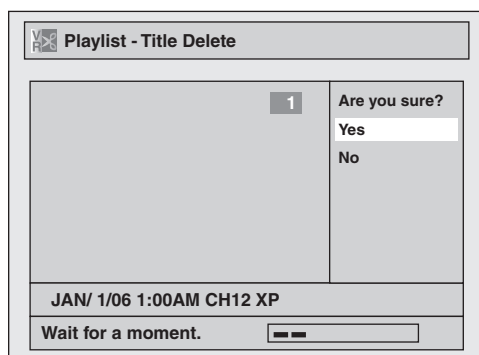 VR Playlist - Title Delete
1
Are you sure?
Yes
No
JAN/ 1/06 1:00AM CH12 XP
Wait for a moment.